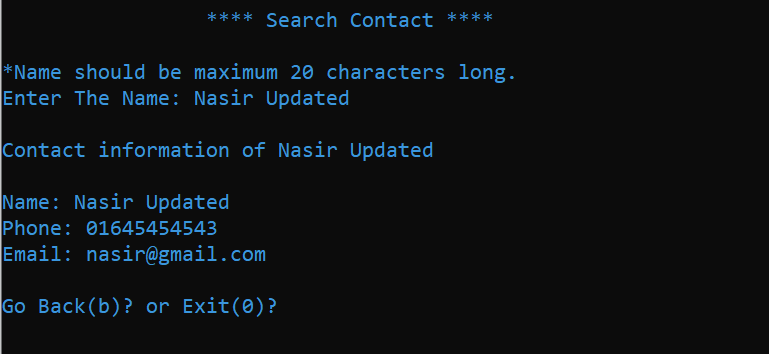 **** Search Contact ****
*Name should be maximum 20 characters long.
Enter The Name: Nasir Updated
Contact information of Nasir Updated
Name: Nasir Updated
Phone: 01645454543
Email: nasir@gmail.com
Go Back(b)? or Exit(0)?